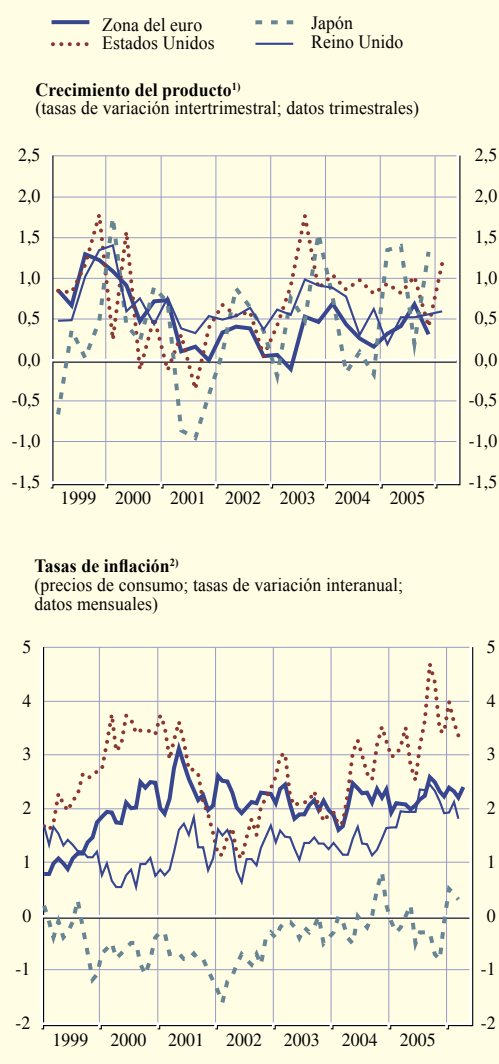 Zona del euro
Estados Unidos
Japón
Reino Unido
Crecimiento del producto1)
(tasas de variación intertrimestral; datos trimestrales)
2,5 2,5
2,0 2,0
1,5 1,5
1,0 1,0
0,5 0,5
0,0 0,0
-0,5 -0,5
-1,0 -1,0
-1,5 -1,5
1999 2000 2001 2002 2003 2004 2005
Tasas de inflación2)
(precios de consumo; tasas de variación interanual;
datos mensuales)
5 5
4 4
3 3
2 2
1 1
0 0
-1 -1
-2 -2
1999 2000 2001 2002 2003 2004 2005